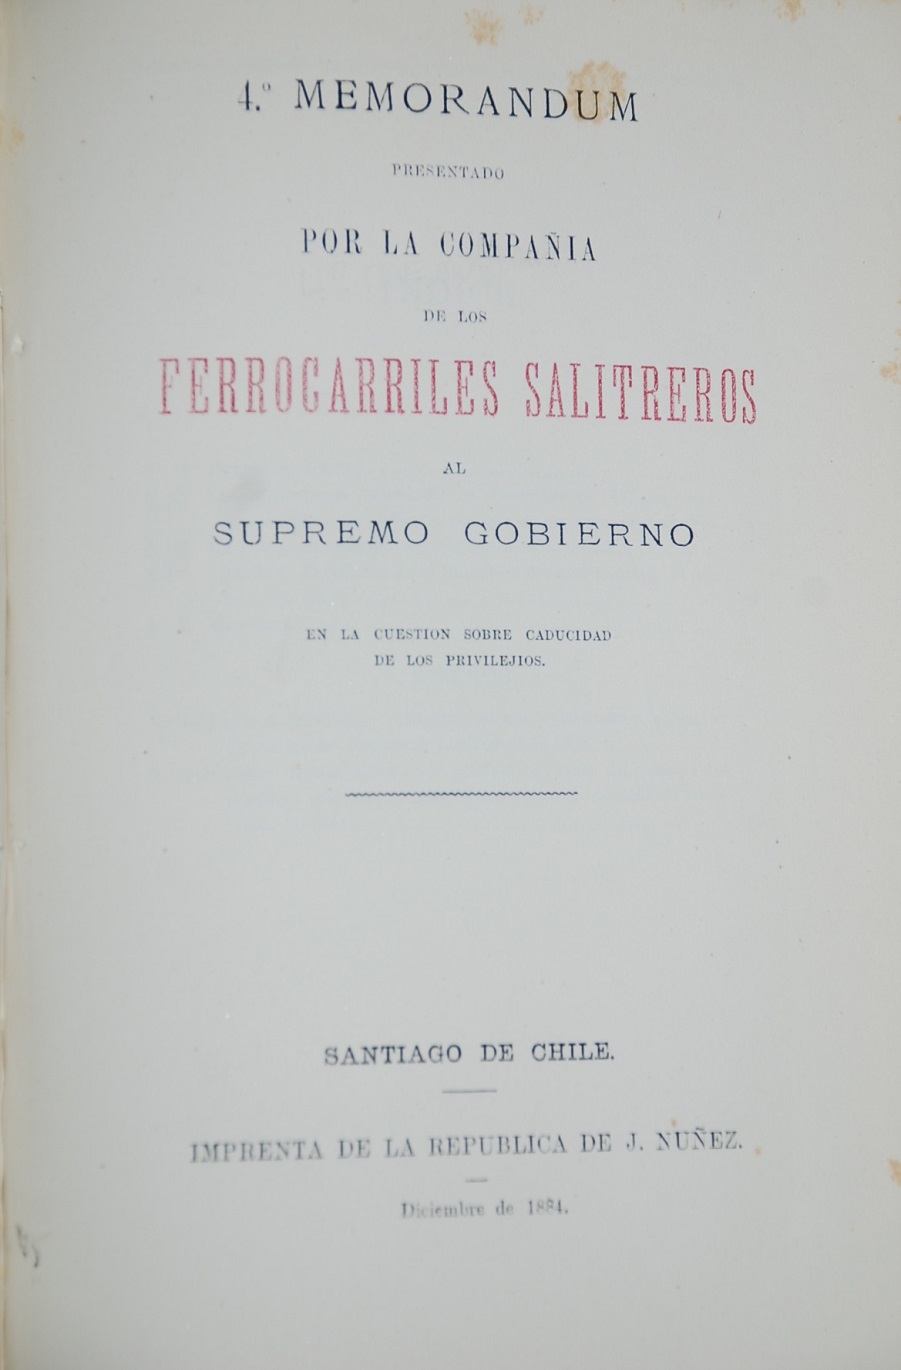 4.º MEMORANDUM
PRESENTADO
POR LA COMPAÑIA
DE LOS
FERROCARRILES SALITREROS
AL
SUPREMO GOBIERNO
EN LA CUESTION SOBRE CADUCIDAD
DE LOS PRIVILEJIOS.
SANTIAGO DE CHILE.
IMPRENTA DE LA REPUBLICA DE J. NUÑEZ.
Diciembre de 1884.